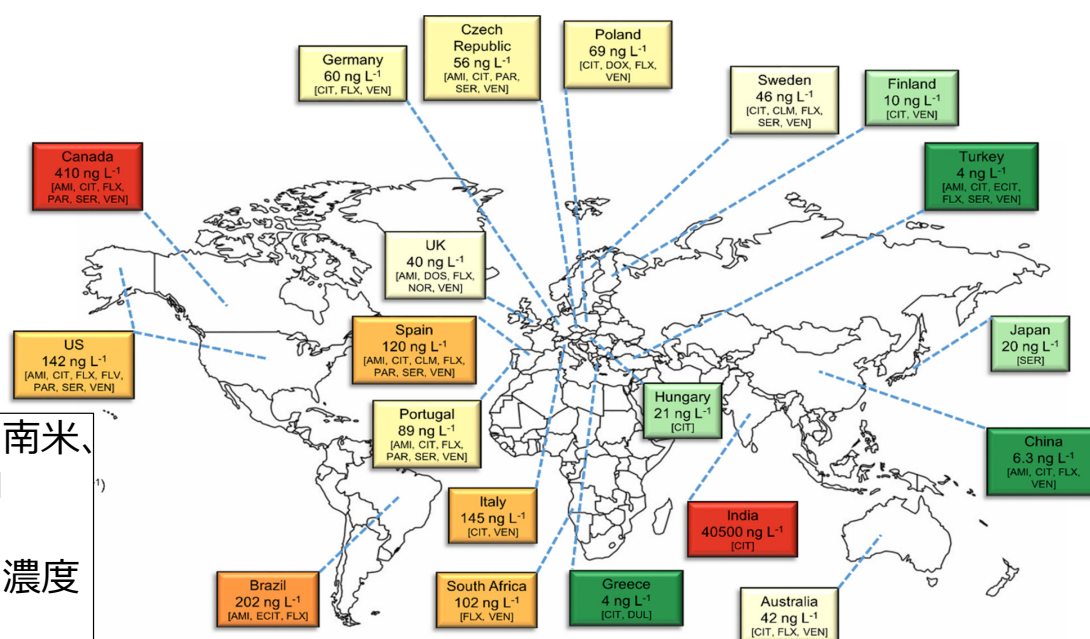 Germany
60 ng L-1
[CIT, FLX, VEN]
Czech
Republic
56 ng L-1
[AMI, CIT, PAR,
SER, VEN]
Poland
69 ng L-1
[CIT, DOX, FLX,
VEN]
Sweden
46 ng L-1
[CIT, CLM, FLX,
SER, VEN]
Finland
10 ng L-1
[CIT, VEN]
Canada
410 ng L-1
[AMI, CIT, FLX,
PAR, SER, VEN]
Turkey
4 ng L-1
[AMI, CIT, ECIT,
FLX, SER, VEN]
UK
40 ng L-1
[AMI, DOS, FLX,
NOR, VEN]
US
142 ng L-1
[AMI, CIT, FLX, FLV,
PAR, SER, VEN]
Spain
120 ng L-1
[AMI, CIT, CLM, FLX,
PAR, SER, VEN]
Japan
20 ng L-1
[SER]
Hungary
21 ng L-1
[CIT]
Portugal
89 ng L-1
[AMI, CIT, FLX,
PAR, SER, VEN]
南米、
China
6.3 ng L-1
[AMI, CIT, FLX,
VEN]
Italy
145 ng L-1
[CIT, VEN]
India
40500 ng L-1
[CIT]
濃度
Brazil
202 ng L-1
[AMI, ECIT, FLX]
South Africa
102 ng L-1
[FLX, VEN]
Greece
4 ng L-1
[CIT, DUL]
Australia
42 ng L-1
[CIT, FLX, VEN]